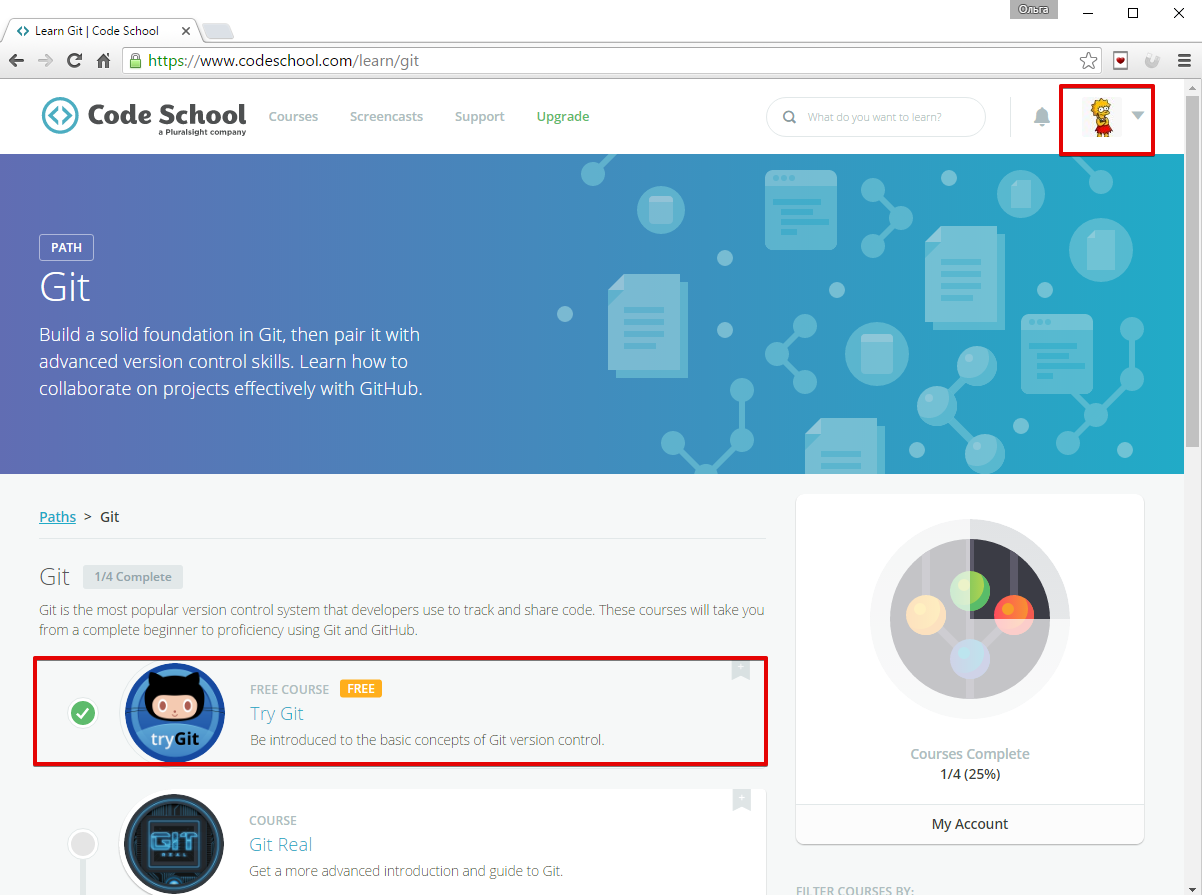 Ольга
Learn Git | Code School
https://www.codeschool.com/learn/git
Code School
a Pluralsight company
Courses
Screencasts
Support
Upgrade
What do you want to learn?
PATH
Git
Build a solid foundation in Git, then pair it with
advanced version control skills. Learn how to
collaborate on projects effectively with GitHub.
Paths > Git
Git 1/4 Complete
Git is the most popular version control system that developers use to track and share code. These courses will take you
from a complete beginner to proficiency using Git and GitHub.
tryGit
FREE COURSE FREE
Try Git
Be introduced to the basic concepts of Git version control.
GIT
REAL
COURSE
Git Real
Get a more advanced introduction and guide to Git.
Courses Complete
1/4 (25%)
My Account
FILTER COURSES BY: